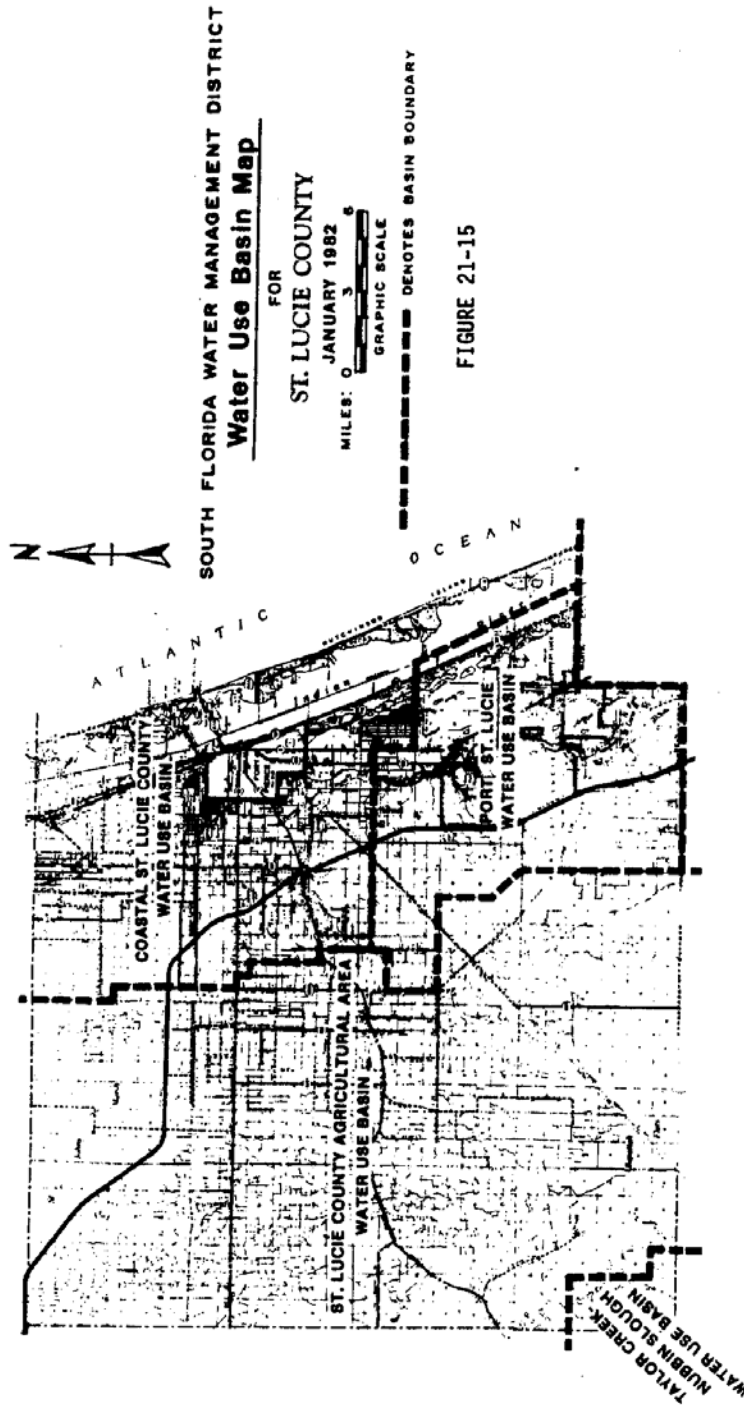 SOUTH FLORIDA WATER MANAGEMENT DISTRICT
Water Use Basin Map
FOR
ST. LUCIE COUNTY
JANUARY 1982
MILES: 0 3 6
GRAPHIC SCALE
DENOTES BASIN BOUNDARY
FIGURE 21-15
N
ATLANTIC
OCEAN
Indian
COASTAL ST. LUCIE COUNTY
WATER USE BASIN
PORT ST. LUCIE
WATER USE BASIN
ST. LUCIE COUNTY AGRICULTURAL AREA
WATER USE BASIN
TAYLOR CREEK
NUBBIN SLOUGH
WATER USE BASIN